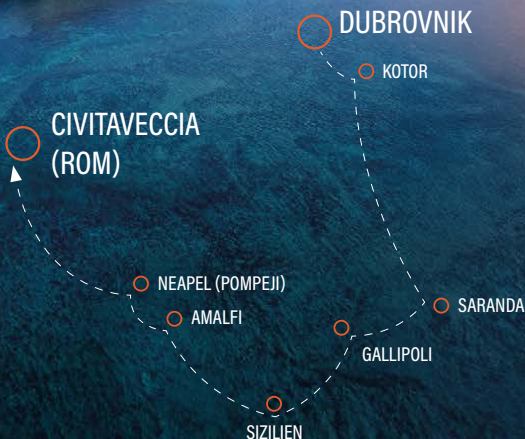 DUBROVNIK
KOTOR
CIVITAVECCIA
(ROM)
NEAPEL (POMPEJI)
AMALFI
SARANDA
GALLIPOLI
SIZILIEN